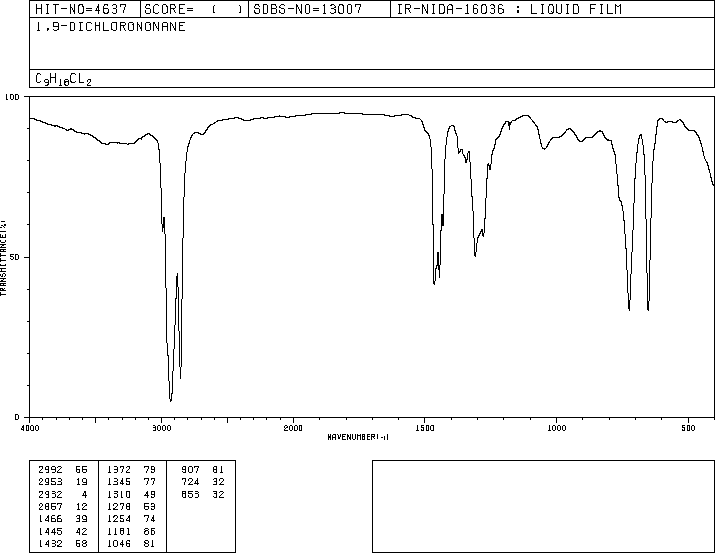 HIT-NO=4637 SCORE= ( ) SDBS-NO=13007 IR-NIDA-16036 : LIQUID FILM
1,9-DICHLORONONANE
C9H18CL2
100
50
0
TRANSMITTANCE(%)
4000 3000 2000 1500 1000 500
WAVENUMBER(-1)
2992 56 1372 79 907 81
2953 19 1345 77 724 32
2932 4 1310 49 653 32
2857 12 1278
1466 39 1254 74
1445 42 1181 86
1432 58 1046 81